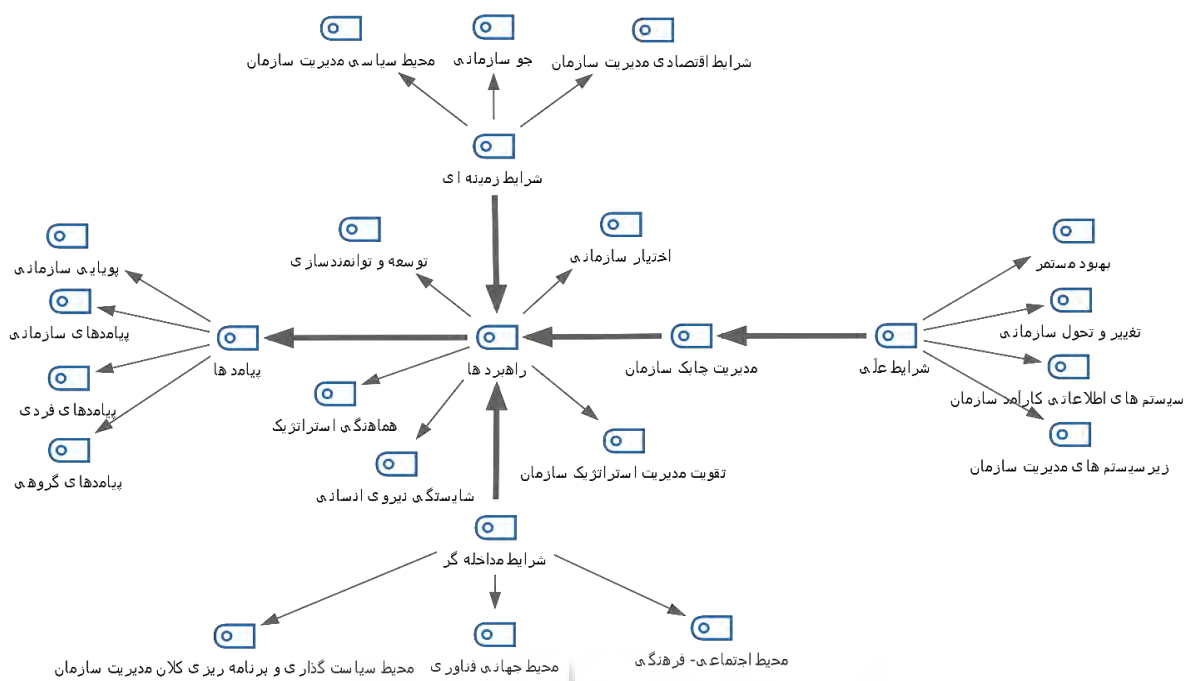 شرایط اقتصادی مدیریت سازمان
جو سازمانی
محیط سیاسی مدیریت سازمان
شرایط زمینه ای
بهبود مستمر
تغییر و تحول سازمانی
سیستم های اطلاعاتی کارآمد سازمان
زیر سیستم های مدیریت سازمان
شرایط علّی
مدیریت چابک سازمان
اختیار سازمانی
توسعه و توانمندسازی
راهبرد ها
تقویت مدیریت استراتژیک سازمان
هماهنگی استراتژیک
شایستگی نیروی انسانی
پویایی سازمانی
پیامدهای سازمانی
پیامد ها
پیامدهای فردی
پیامدهای گروهی
شرایط مداخله گر
محیط اجتماعی- فرهنگی
محیط جهانی فناوری
محیط سیاست گذاری و برنامه ریزی کلان مدیریت سازمان